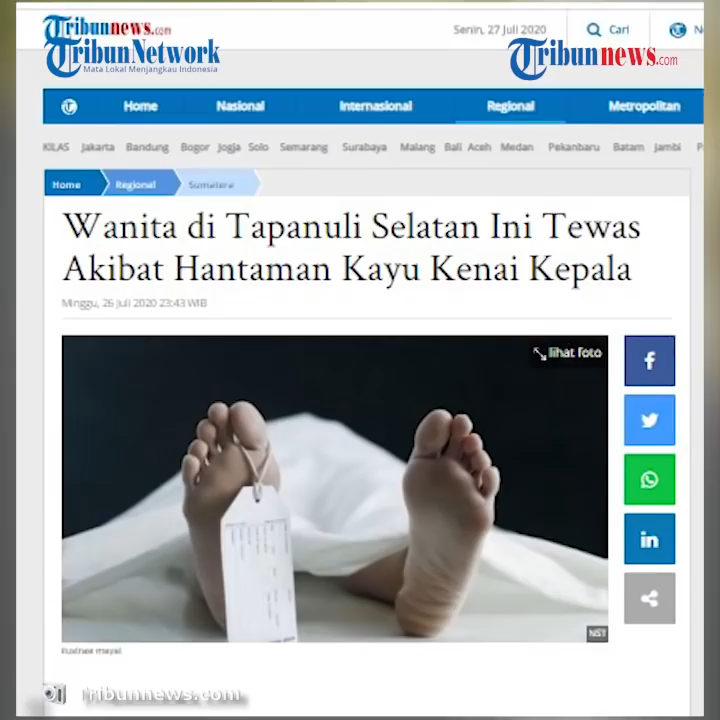 Tribunnews.com
TribunNetwork
Mata Lokal Menjangkau Indonesia
Senin, 27 Juli 2020
Cari
Tribunnews.com
Home Nasional Internasional Regional Metropolitan
KILAS Jakarta Bandung Bogor Jogja Solo Semarang Surabaya Malang Bali Aceh Medan Pekanbaru Batam Jambi
Home Regional Sumatera
Wanita di Tapanuli Selatan Ini Tewas
Akibat Hantaman Kayu Kenai Kepala
Minggu, 26 Juli 2020 23:43 WIB
lihat foto
NST
Ilustrasi mayat
Tribunnews.com